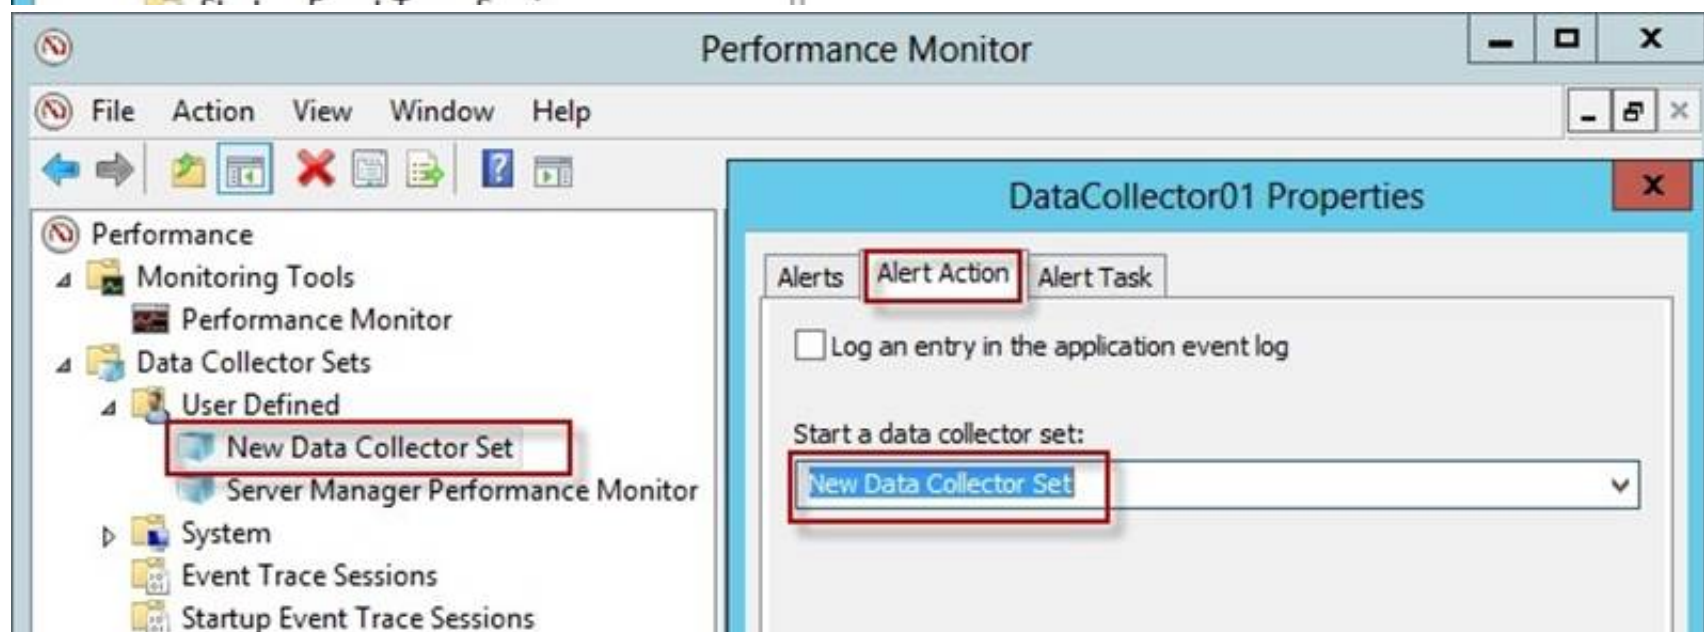 Performance Monitor
File Action View Window Help
DataCollector01 Properties
Performance
Monitoring Tools
Performance Monitor
Data Collector Sets
User Defined
New Data Collector Set
Server Manager Performance Monitor
System
Event Trace Sessions
Startup Event Trace Sessions
Alerts Alert Action Alert Task
Log an entry in the application event log
Start a data collector set:
New Data Collector Set